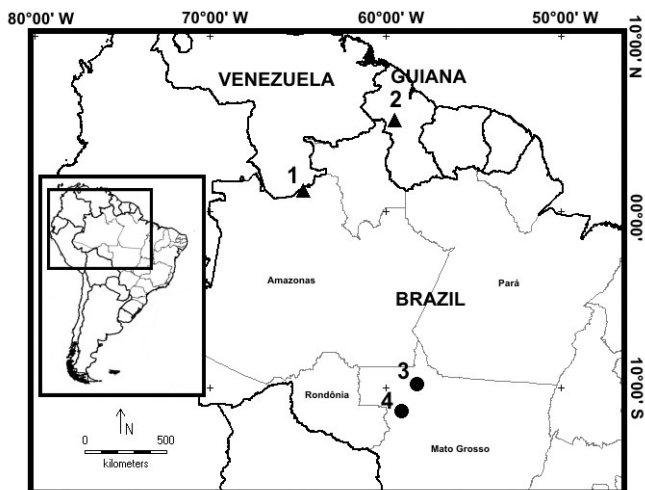 80°00' W 70°00' W 60°00' W 50°00' W
10°00' N
VENEZUELA GUIANA
2
1
00°00'
Amazonas
Pará
BRAZIL
3
10°00' S
Rondônia
4
Mato Grosso
N
0 500
kilometers